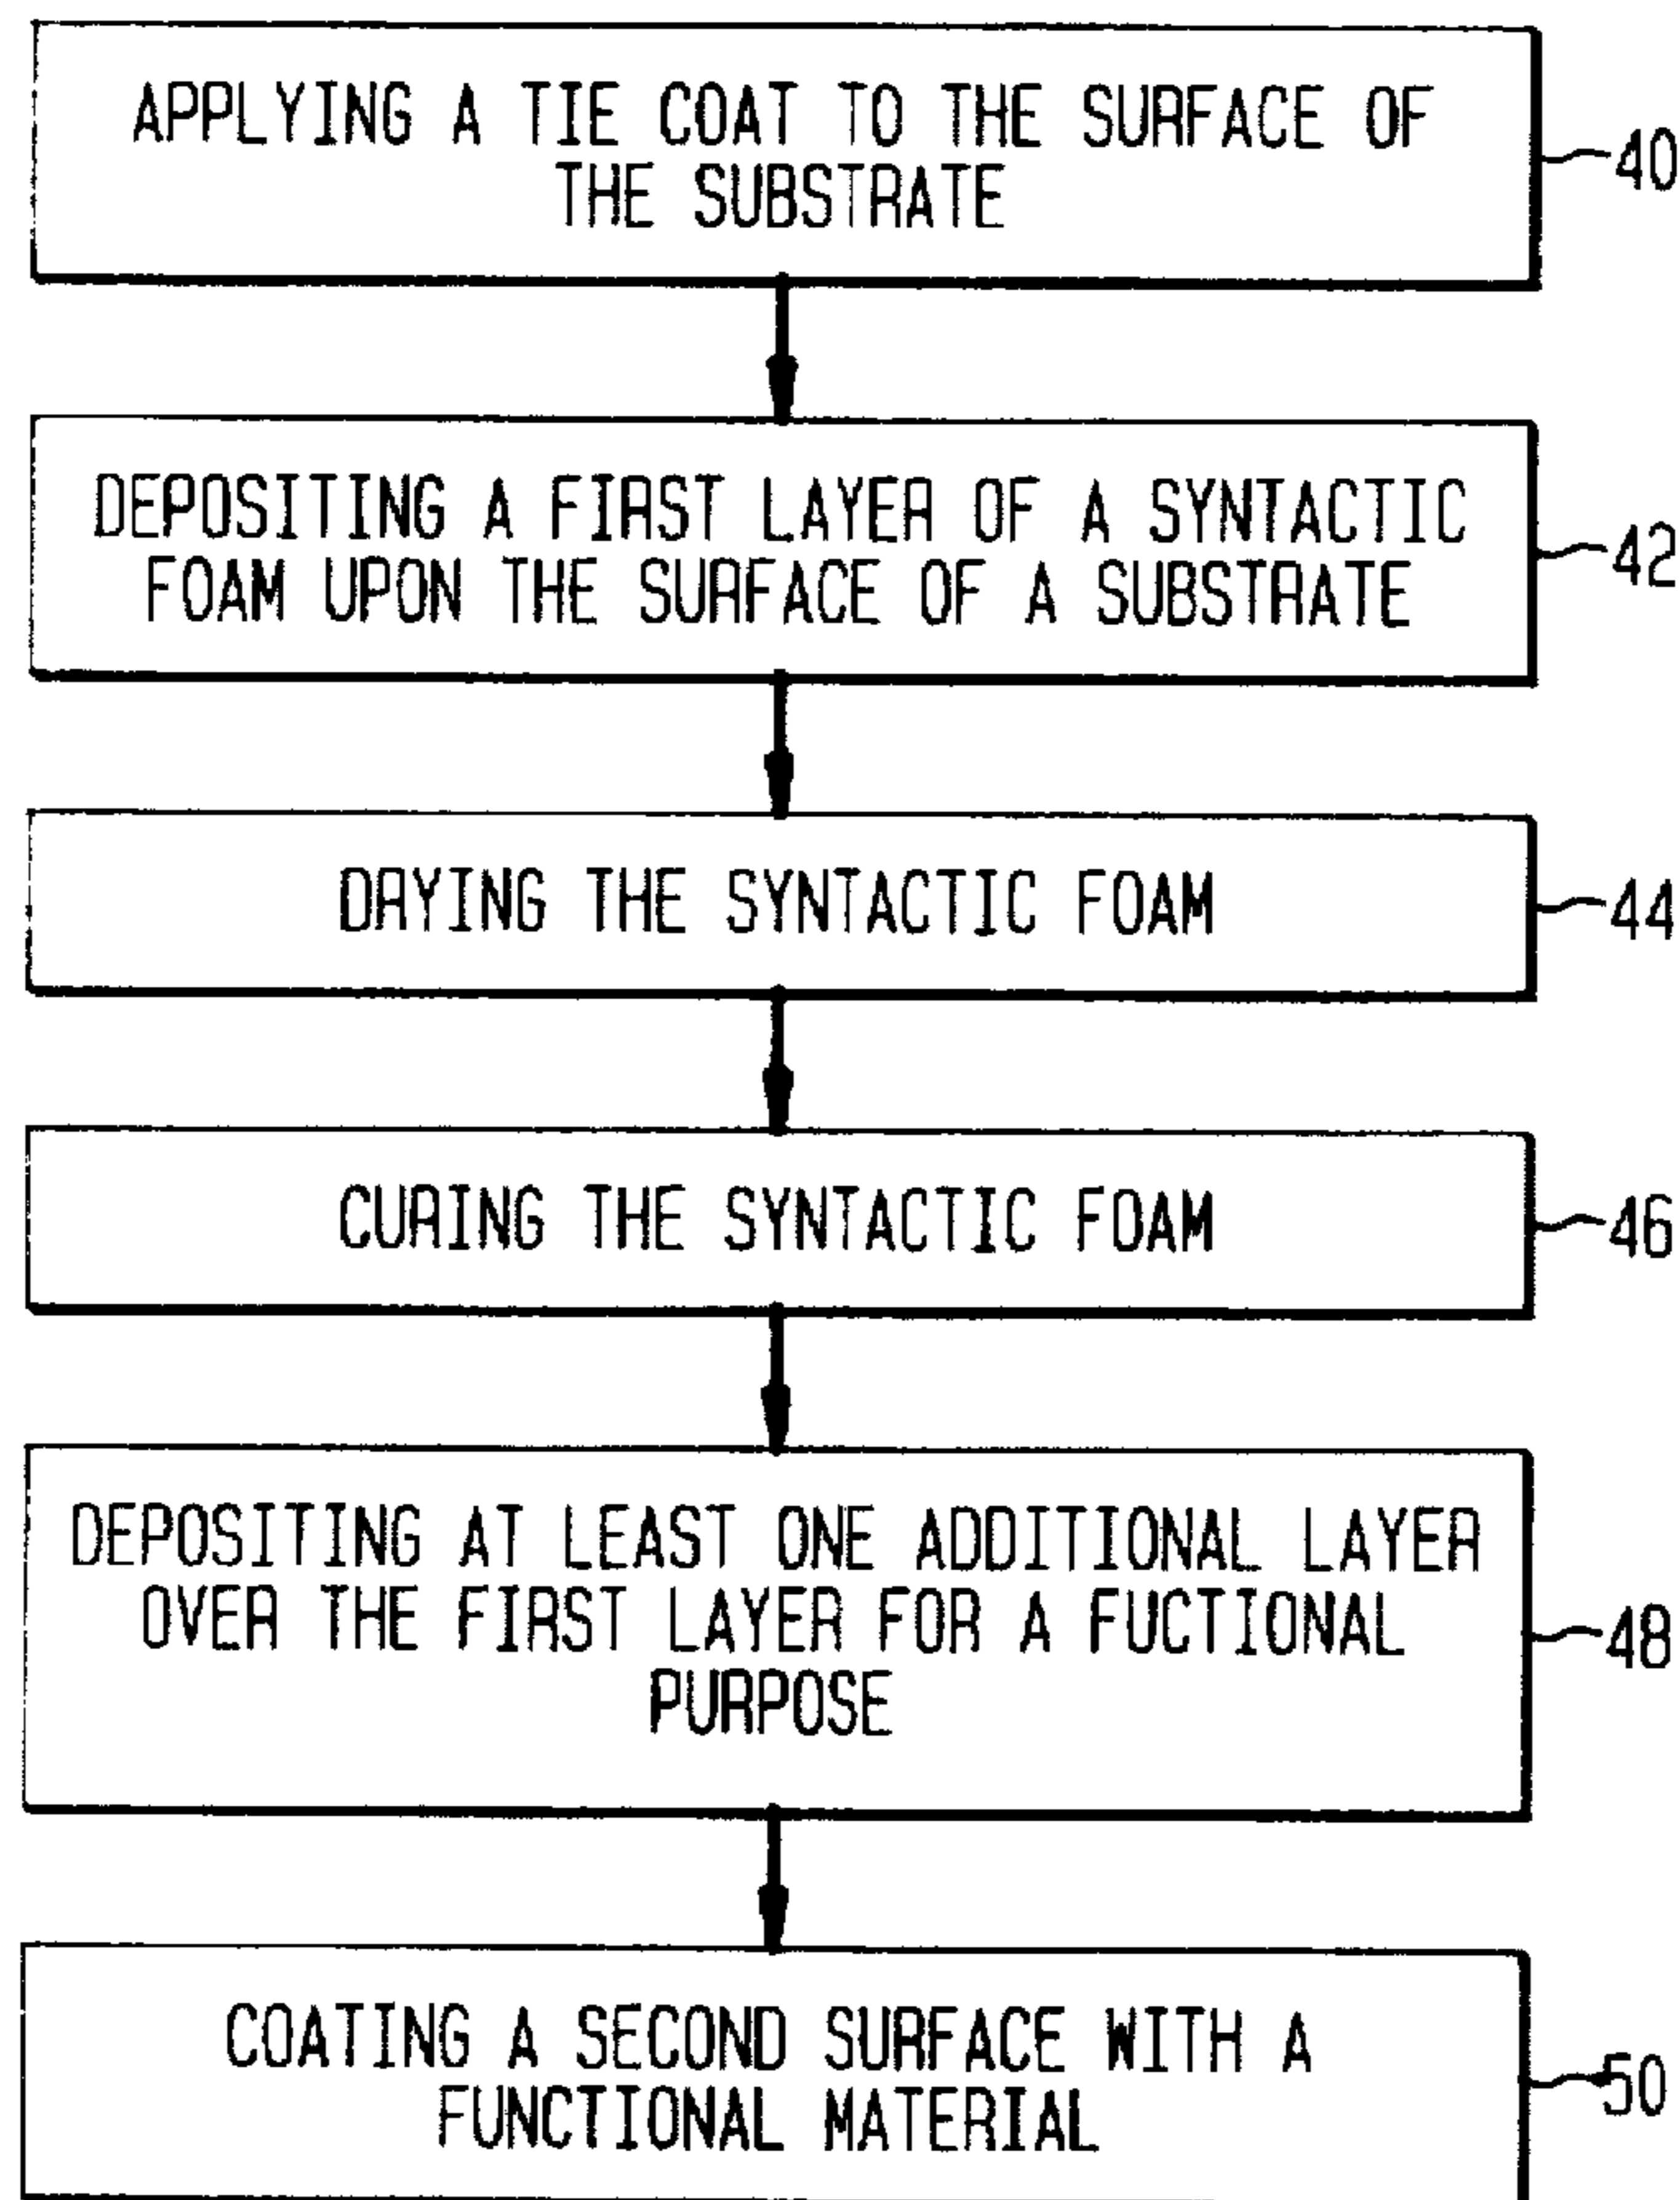 APPLYING A TIE COAT TO THE SURFACE OF
THE SUBSTRATE
40
DEPOSITING A FIRST LAYER OF A SYNTACTIC
FOAM UPON THE SURFACE OF A SUBSTRATE
42
DRYING THE SYNTACTIC FOAM
44
CURING THE SYNTACTIC FOAM
46
DEPOSITING AT LEAST ONE ADDITIONAL LAYER
OVER THE FIRST LAYER FOR A FUCTIONAL
PURPOSE
48
COATING A SECOND SURFACE WITH A
FUNCTIONAL MATERIAL
50